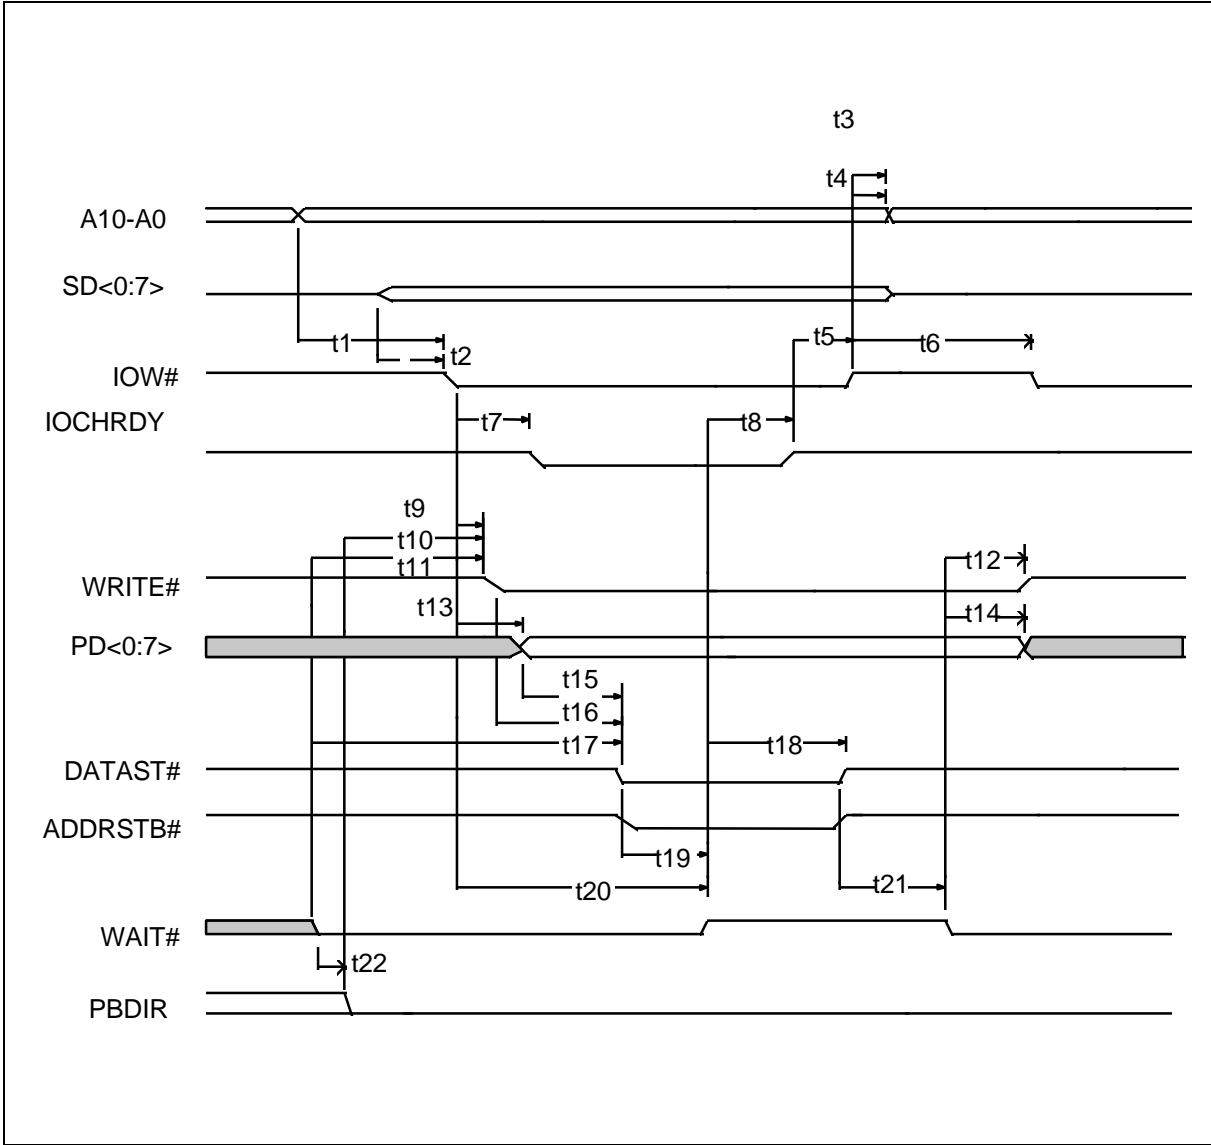 t3
t4
A10-A0
SD<0:7>
t1
t2
t5
t6
IOW#
IOCHRDY
t7
t8
t9
t10
t11
t12
WRITE#
t13
t14
PD<0:7>
t15
t16
t17
t18
DATAST#
ADDRSTB#
t19
t20
t21
WAIT#
t22
PBDIR